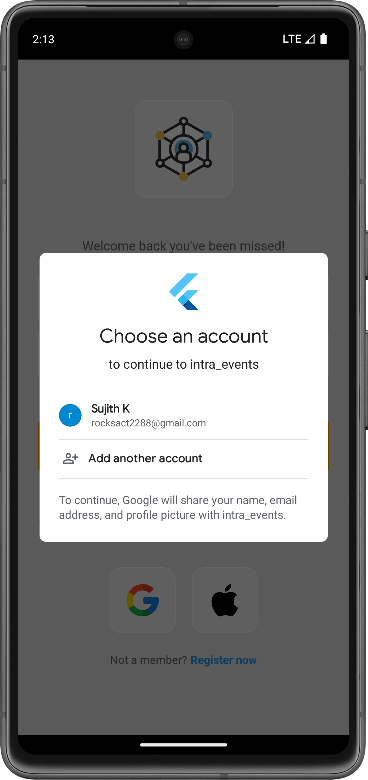 2:13
LTE
Welcome back you've been missed!
Choose an account
to continue to intra_events
r
Sujith K
rocksact2288@gmail.com
Add another account
To continue, Google will share your name, email
address, and profile picture with intra_events.
Not a member? Register now